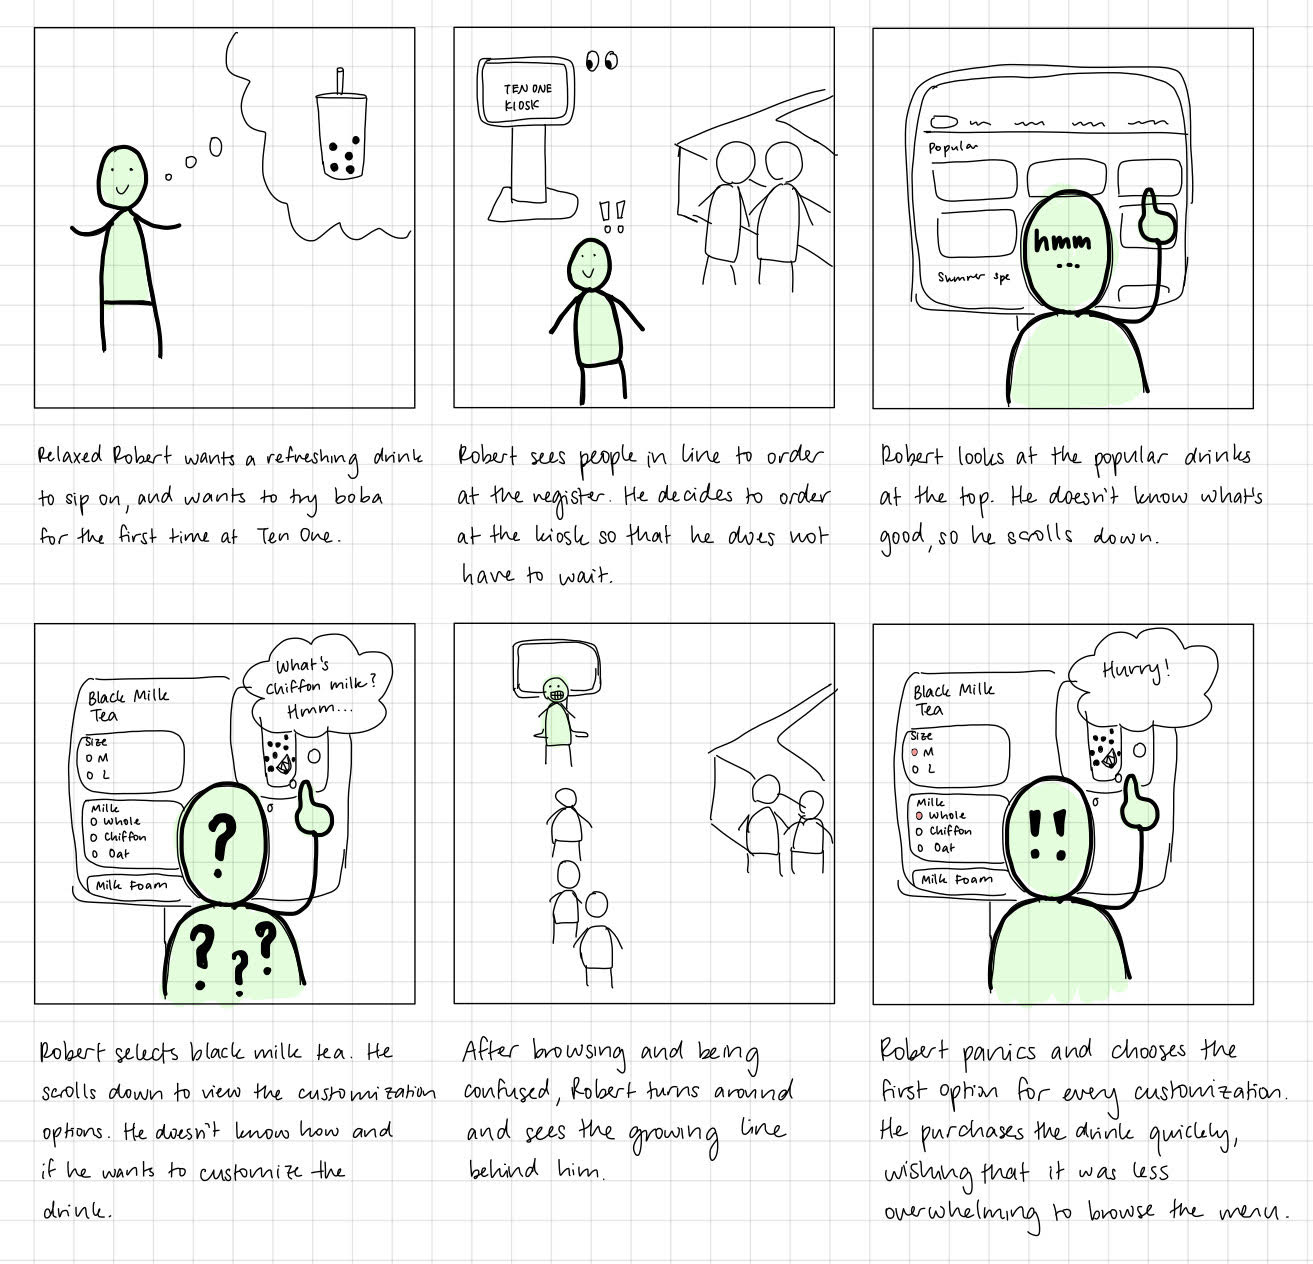 TEN ONE
KIOSK
!!
Popular
Summer spe
hmm
...
Relaxed Robert wants a refreshing drink
to sip on, and wants to try boba
for the first time at Ten One.
Robert sees people in line to order
at the register. He decides to order
at the kiosk so that he does not
have to wait.
Robert looks at the popular drinks
at the top. He doesn't know what's
good, so he scrolls down.
What's
Chiffon milk?
Hmm...
Black Milk
Tea
Size
M
L
Milk
Whole
Chiffon
Oat
Milk Foam
?
? ? ?
Hurry!
Black Milk
Tea
Size
M
L
Milk
Whole
Chiffon
Oat
Milk Foam
!!
Robert selects black milk tea. He
scrolls down to view the customization
options. He doesn't know how and
if he wants to customize the
drink.
After browsing and being
confused, Robert turns around
and sees the growing line
behind him.
Robert panics and chooses the
first option for every customization.
He purchases the drink quickly,
wishing that it was less
overwhelming to browse the menu.